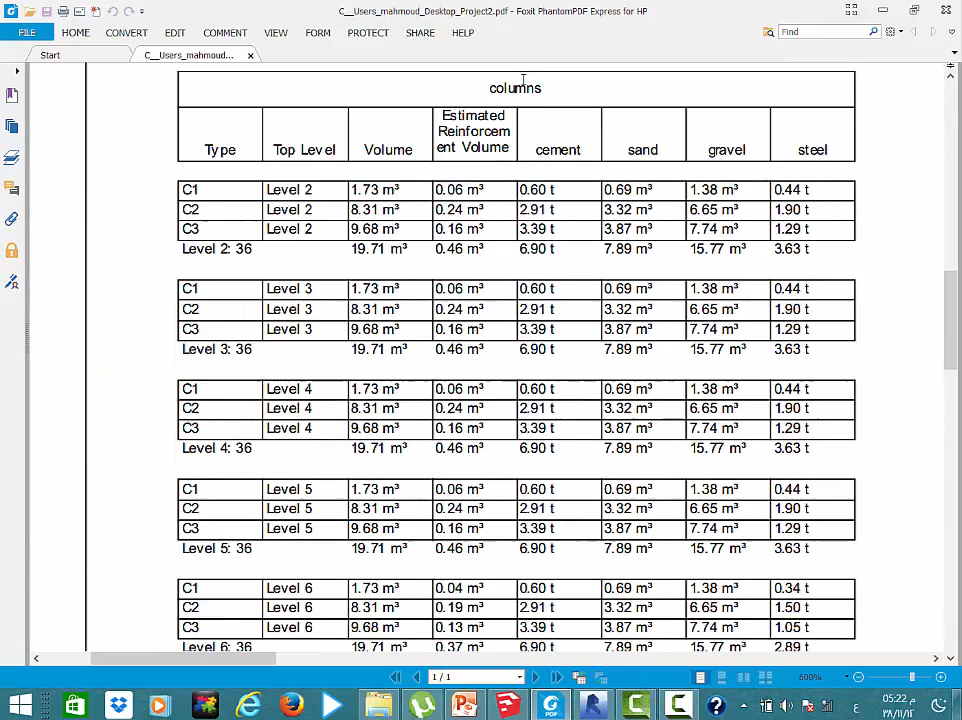 C__Users_mahmoud_Desktop_Project2.pdf - Foxit PhantomPDF Express for HP
FILE HOME CONVERT EDIT COMMENT VIEW FORM PROTECT SHARE HELP Find
Start C__Users_mahmoud...
columns
Type Top Level Volume Estimated Reinforcem ent Volume cement sand gravel steel
C1 Level 2 1.73 m³ 0.06 m³ 0.60 t 0.69 m³ 1.38 m³ 0.44 t
C2 Level 2 8.31 m³ 0.24 m³ 2.91 t 3.32 m³ 6.65 m³ 1.90 t
C3 Level 2 9.68 m³ 0.16 m³ 3.39 t 3.87 m³ 7.74 m³ 1.29 t
Level 2: 36 19.71 m³ 0.46 m³ 6.90 t 7.89 m³ 15.77 m³ 3.63 t
C1 Level 3 1.73 m³ 0.06 m³ 0.60 t 0.69 m³ 1.38 m³ 0.44 t
C2 Level 3 8.31 m³ 0.24 m³ 2.91 t 3.32 m³ 6.65 m³ 1.90 t
C3 Level 3 9.68 m³ 0.16 m³ 3.39 t 3.87 m³ 7.74 m³ 1.29 t
Level 3: 36 19.71 m³ 0.46 m³ 6.90 t 7.89 m³ 15.77 m³ 3.63 t
C1 Level 4 1.73 m³ 0.06 m³ 0.60 t 0.69 m³ 1.38 m³ 0.44 t
C2 Level 4 8.31 m³ 0.24 m³ 2.91 t 3.32 m³ 6.65 m³ 1.90 t
C3 Level 4 9.68 m³ 0.16 m³ 3.39 t 3.87 m³ 7.74 m³ 1.29 t
Level 4: 36 19.71 m³ 0.46 m³ 6.90 t 7.89 m³ 15.77 m³ 3.63 t
C1 Level 5 1.73 m³ 0.06 m³ 0.60 t 0.69 m³ 1.38 m³ 0.44 t
C2 Level 5 8.31 m³ 0.24 m³ 2.91 t 3.32 m³ 6.65 m³ 1.90 t
C3 Level 5 9.68 m³ 0.16 m³ 3.39 t 3.87 m³ 7.74 m³ 1.29 t
Level 5: 36 19.71 m³ 0.46 m³ 6.90 t 7.89 m³ 15.77 m³ 3.63 t
C1 Level 6 1.73 m³ 0.04 m³ 0.60 t 0.69 m³ 1.38 m³ 0.34 t
C2 Level 6 8.31 m³ 0.19 m³ 2.91 t 3.32 m³ 6.65 m³ 1.50 t
C3 Level 6 9.68 m³ 0.13 m³ 3.39 t 3.87 m³ 7.74 m³ 1.05 t
Level 6: 36 19.71 m³ 0.37 m³ 6.90 t 7.89 m³ 15.77 m³ 2.89 t
1 / 1 600%
PDF ع 05:22 م